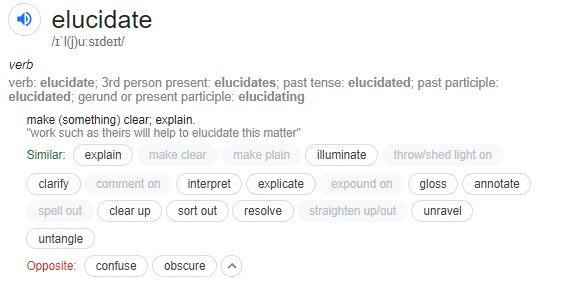 elucidate
/ɪˈl(j)uːsɪdeɪt/
verb
verb: elucidate; 3rd person present: elucidates; past tense: elucidated; past participle:
elucidated; gerund or present participle: elucidating
make (something) clear; explain.
"work such as theirs will help to elucidate this matter"
Similar: explain make clear make plain illuminate throw/shed light on
clarify comment on interpret explicate expound on gloss annotate
spell out clear up sort out resolve straighten up/out unravel
untangle
Opposite: confuse obscure